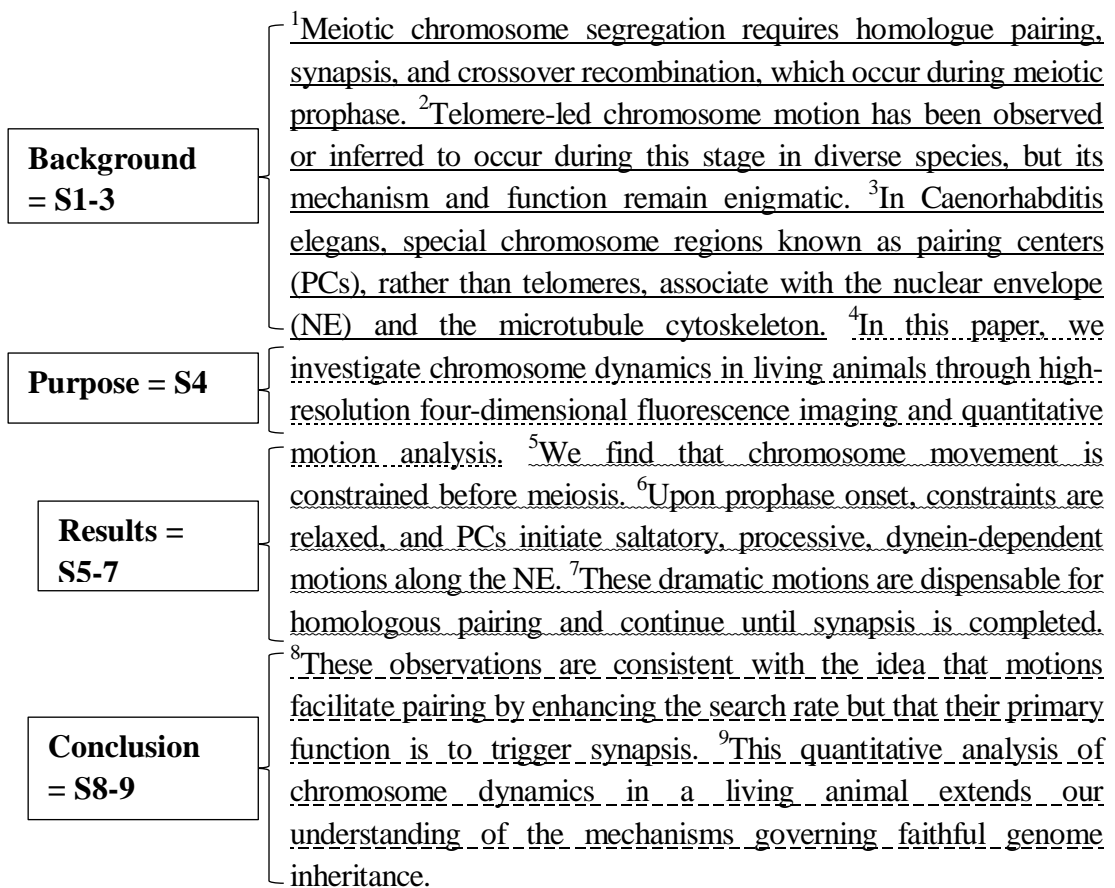 ¹Meiotic chromosome segregation requires homologue pairing,
synapsis, and crossover recombination, which occur during meiotic
prophase. ²Telomere-led chromosome motion has been observed
or inferred to occur during this stage in diverse species, but its
mechanism and function remain enigmatic. ³In Caenorhabditis
elegans, special chromosome regions known as pairing centers
(PCs), rather than telomeres, associate with the nuclear envelope
(NE) and the microtubule cytoskeleton. ⁴In this paper, we
investigate chromosome dynamics in living animals through high-
resolution four-dimensional fluorescence imaging and quantitative
motion analysis. ⁵We find that chromosome movement is
constrained before meiosis. ⁶Upon prophase onset, constraints are
relaxed, and PCs initiate saltatory, processive, dynein-dependent
motions along the NE. ⁷These dramatic motions are dispensable for
homologous pairing and continue until synapsis is completed.
⁸These observations are consistent with the idea that motions
facilitate pairing by enhancing the search rate but that their primary
function is to trigger synapsis. ⁹This quantitative analysis of
chromosome dynamics in a living animal extends our
understanding of the mechanisms governing faithful genome
inheritance.
Background
= S1-3
Purpose = S4
Results =
S5-7
Conclusion
= S8-9